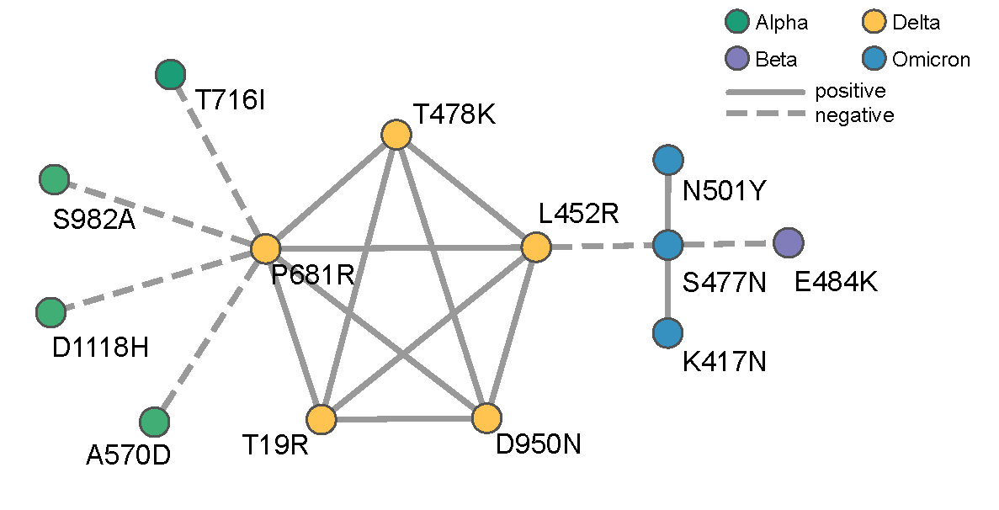 Alpha
Delta
Beta
Omicron
positive
negative
T716I
T478K
N501Y
L452R
S982A
P681R
S477N
E484K
D1118H
K417N
T19R
D950N
A570D